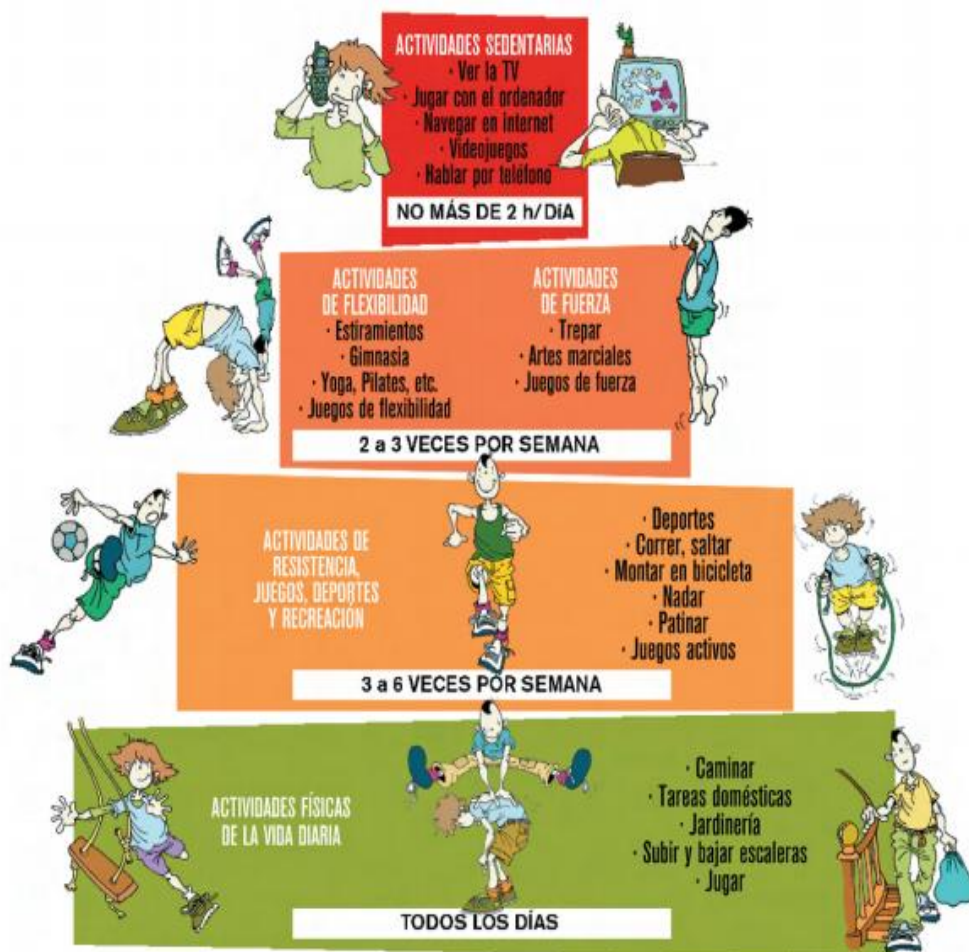 ACTIVIDADES SEDENTARIAS
· Ver la TV
· Jugar con el ordenador
· Navegar en internet
· Videojuegos
· Hablar por teléfono
NO MÁS DE 2 h/DíA
ACTIVIDADES
DE FLEXIBILIDAD
· Estiramientos
· Gimnasia
· Yoga, Pilates, etc.
· Juegos de flexibilidad
ACTIVIDADES
DE FUERZA
· Trepar
· Artes marciales
· Juegos de fuerza
2 a 3 VECES POR SEMANA
ACTIVIDADES DE
RESISTENCIA,
JUEGOS, DEPORTES
Y RECREACIÓN
· Deportes
· Correr, saltar
· Montar en bicicleta
· Nadar
· Patinar
· Juegos activos
3 a 6 VECES POR SEMANA
ACTIVIDADES FÍSICAS
DE LA VIDA DIARIA
· Caminar
· Tareas domésticas
· Jardinería
· Subir y bajar escaleras
· Jugar
TODOS LOS DÍAS